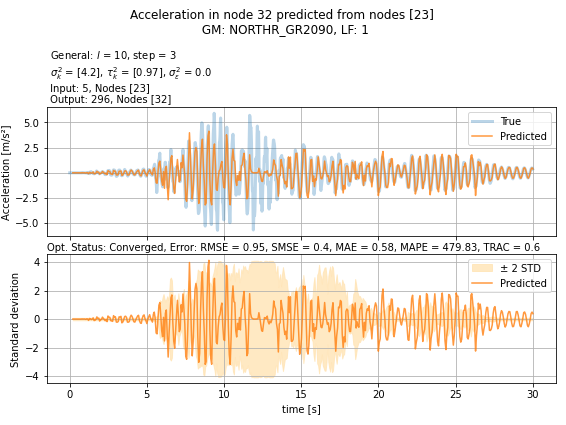 Acceleration in node 32 predicted from nodes [23]
GM: NORTHR_GR2090, LF: 1
General: l = 10, step = 3
σ²ₖ = [4.2], τ²ₖ = [0.97], σ²ε = 0.0
Input: 5, Nodes [23]
Output: 296, Nodes [32]
Acceleration [m/s²]
5.0
2.5
0.0
−2.5
−5.0
True
Predicted
Opt. Status: Converged, Error: RMSE = 0.95, SMSE = 0.4, MAE = 0.58, MAPE = 479.83, TRAC = 0.6
Standard deviation
4
2
0
−2
−4
± 2 STD
Predicted
0 5 10 15 20 25 30
time [s]